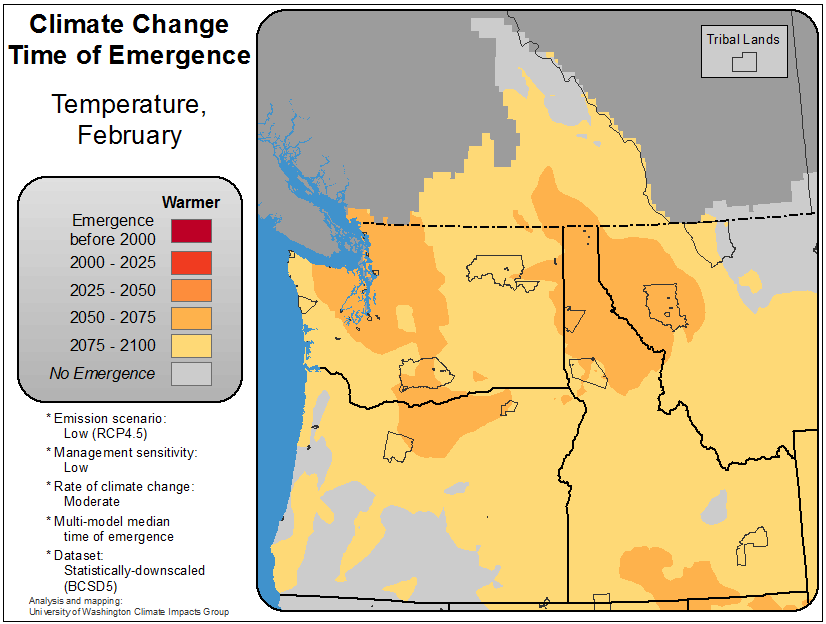 Climate Change
Time of Emergence
Temperature,
February
Warmer
Emergence
before 2000
2000 - 2025
2025 - 2050
2050 - 2075
2075 - 2100
No Emergence
* Emission scenario:
Low (RCP4.5)
* Management sensitivity:
Low
* Rate of climate change:
Moderate
* Multi-model median
time of emergence
* Dataset:
Statistically-downscaled
(BCSD5)
Analysis and mapping:
University of Washington Climate Impacts Group
Tribal Lands